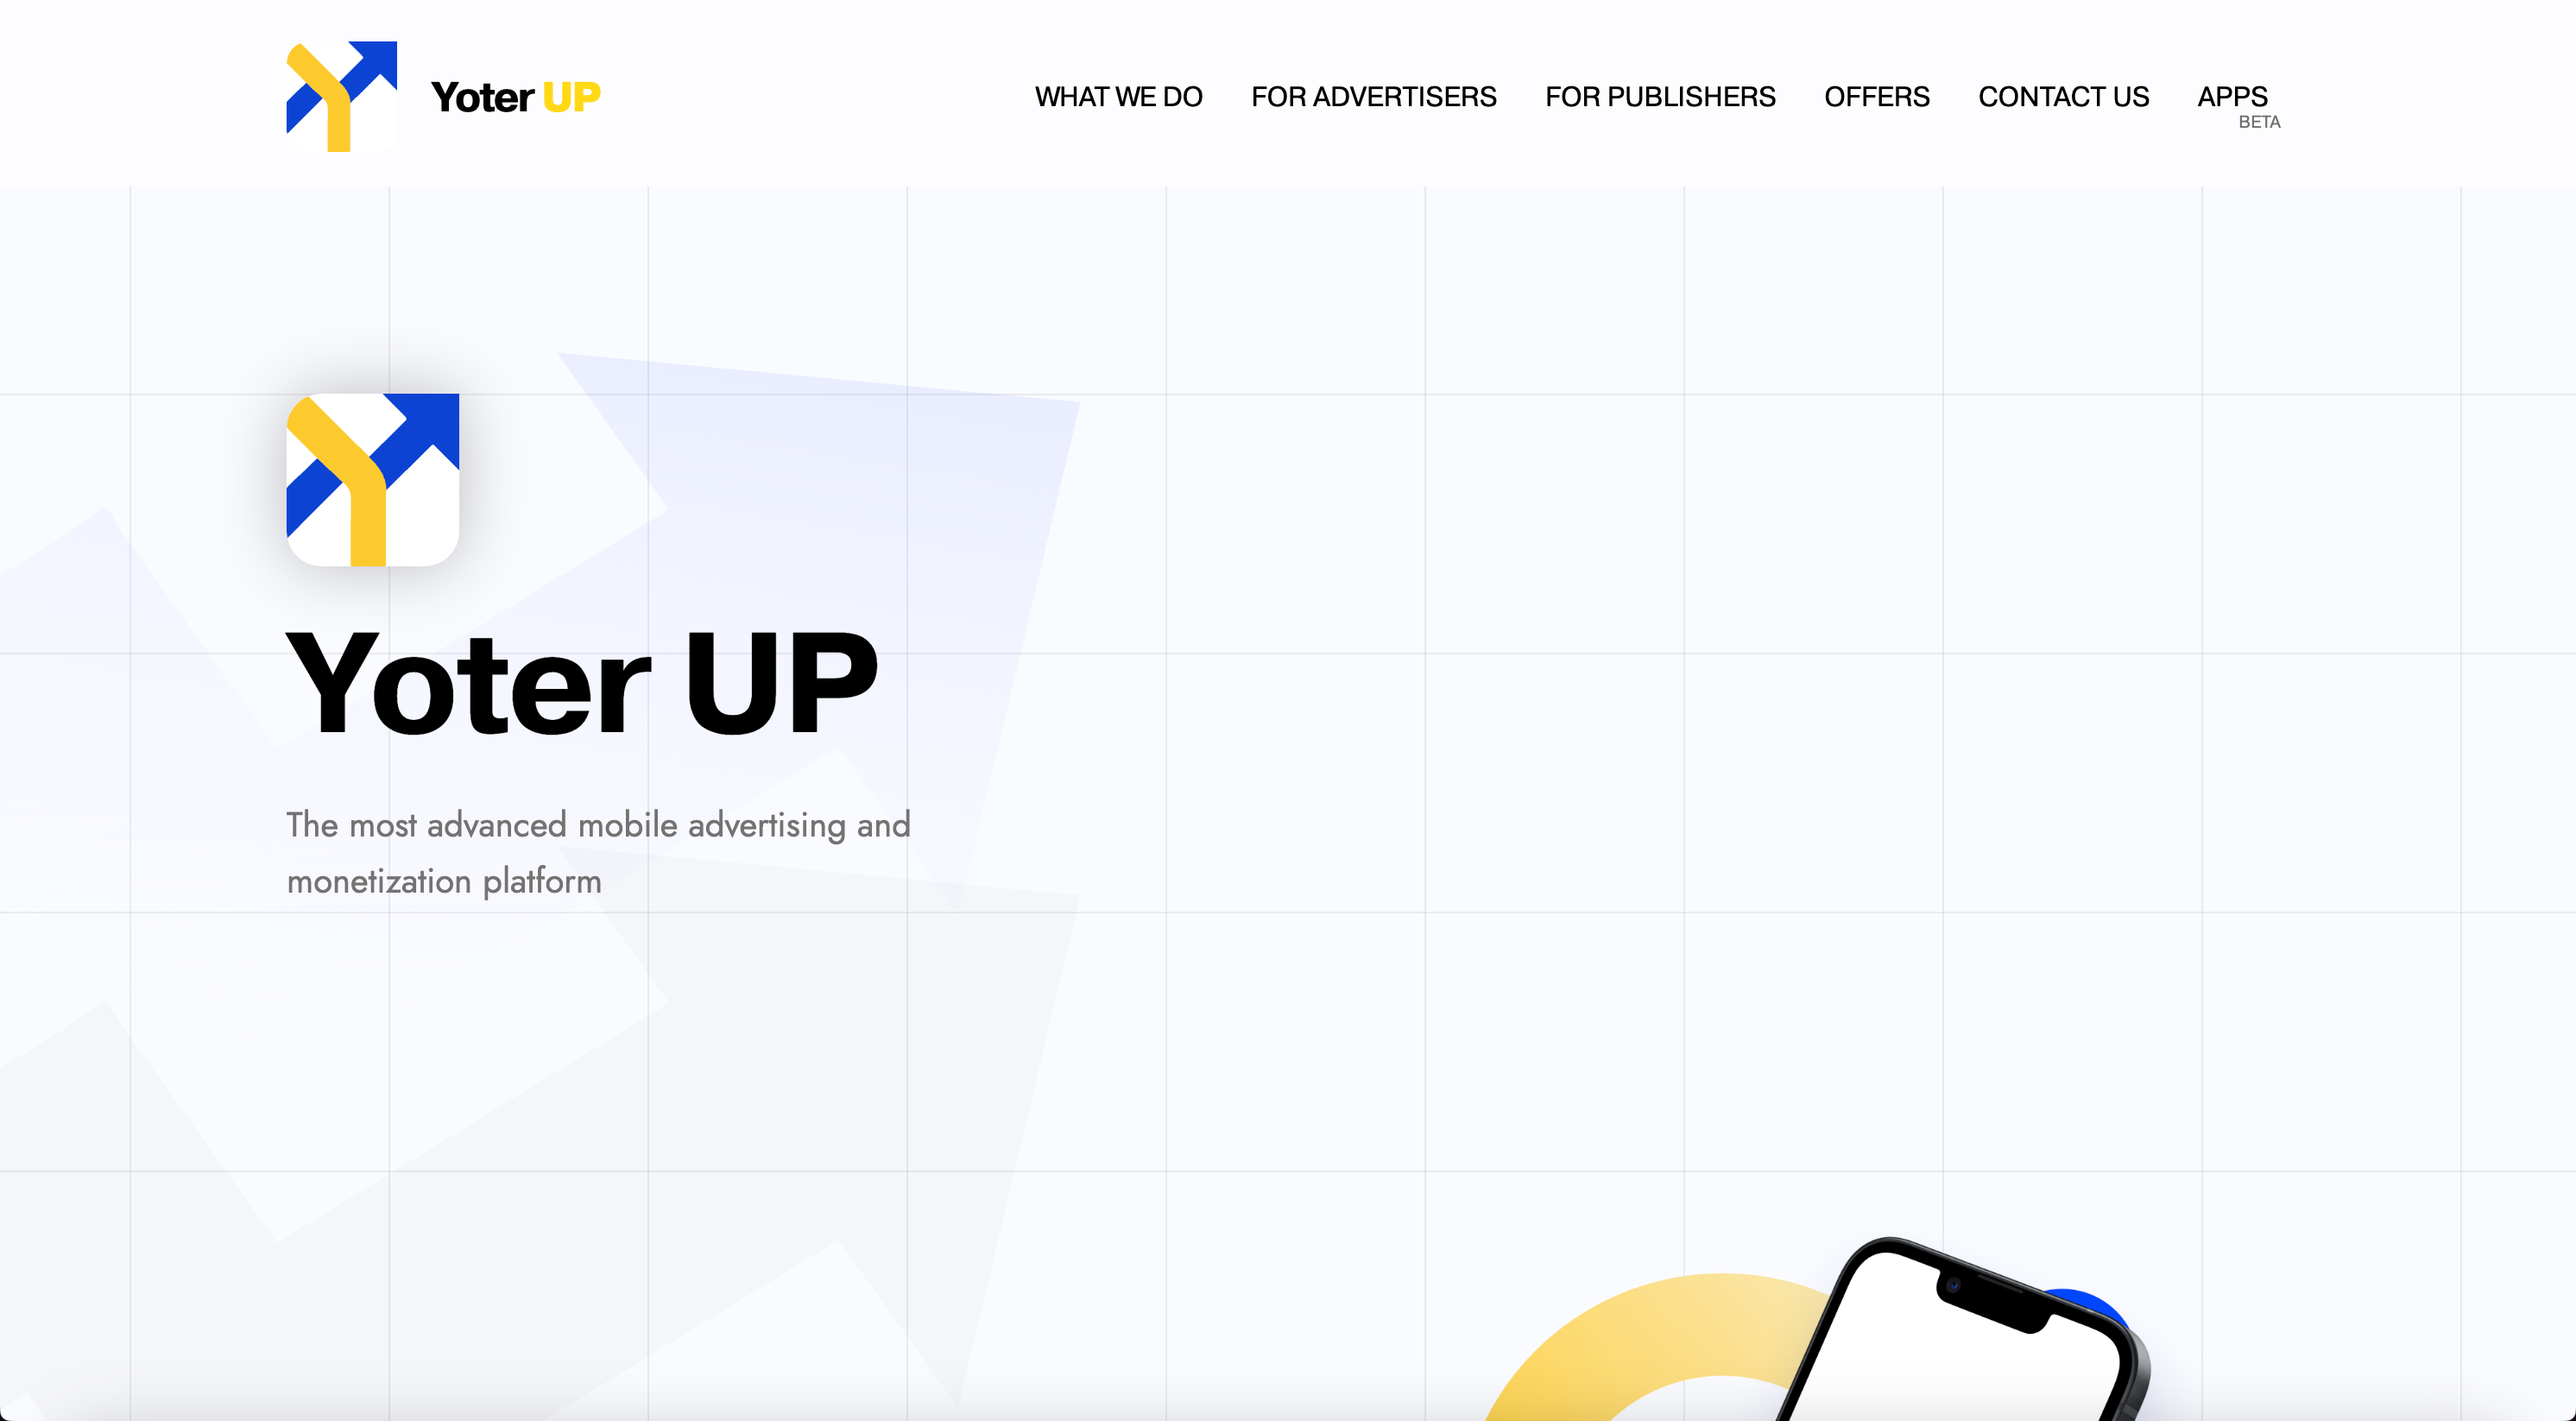 Yoter UP
WHAT WE DO
FOR ADVERTISERS
FOR PUBLISHERS
OFFERS
CONTACT US
APPS
BETA
Yoter UP
The most advanced mobile advertising and
monetization platform